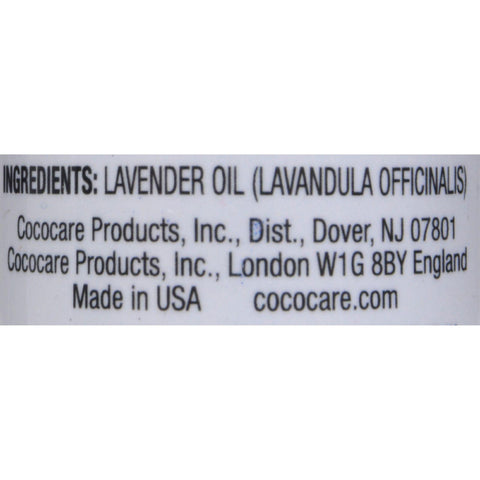 INGREDIENTS: LAVENDER OIL (LAVANDULA OFFICINALIS)
Cococare Products, Inc., Dist., Dover, NJ 07801
Cococare Products, Inc., London W1G 8BY England
Made in USA cococare.com